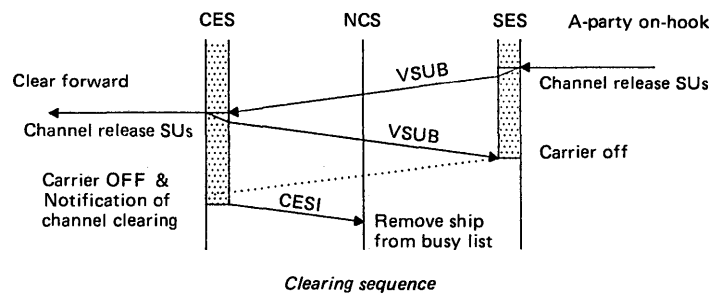 CES NCS SES A-party on-hook
VSUB
Clear forward
Channel release SUs
Channel release SUs
VSUB
Carrier off
Carrier OFF &
Notification of
channel clearing
CESI
Remove ship
from busy list
Clearing sequence